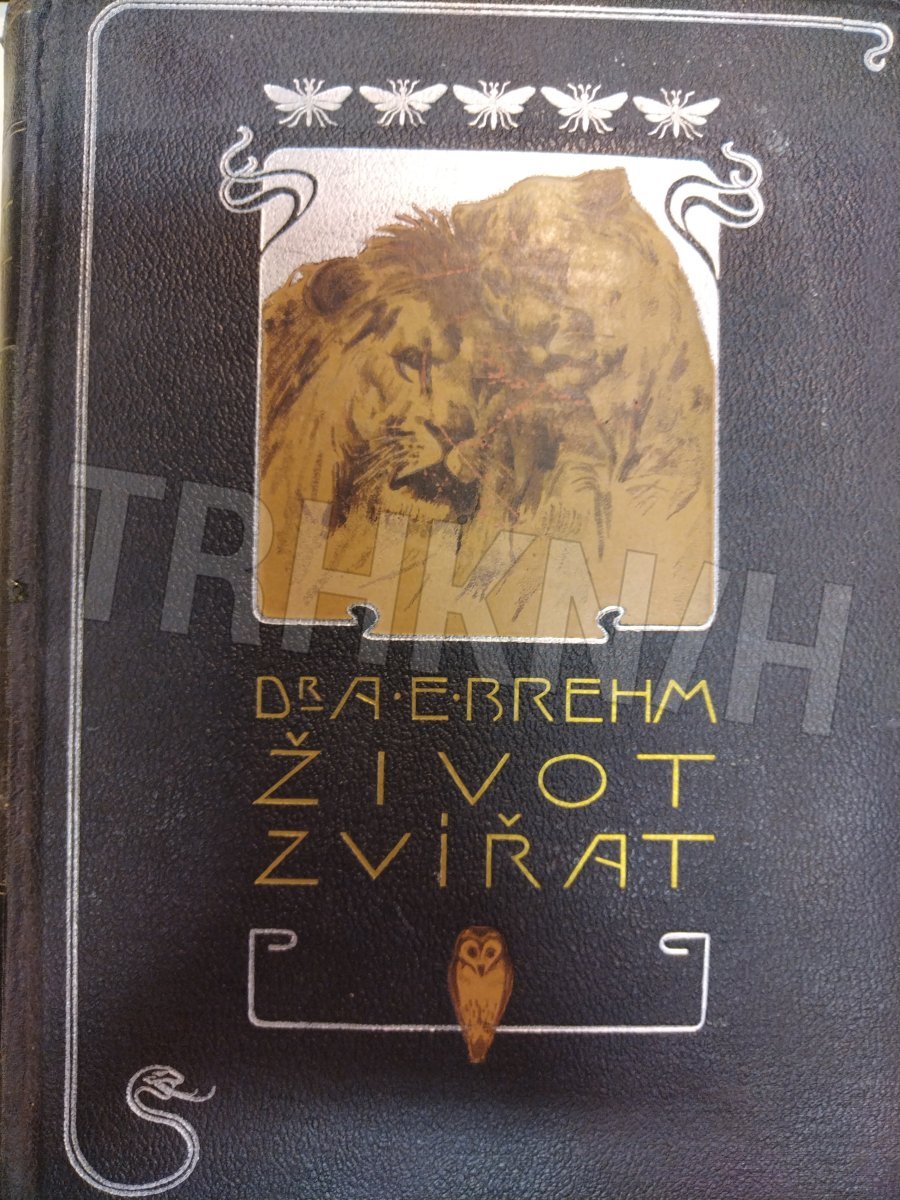 DR A·E·BREHM
ŽIVOT
ZVÍŘAT
TRHKNIH